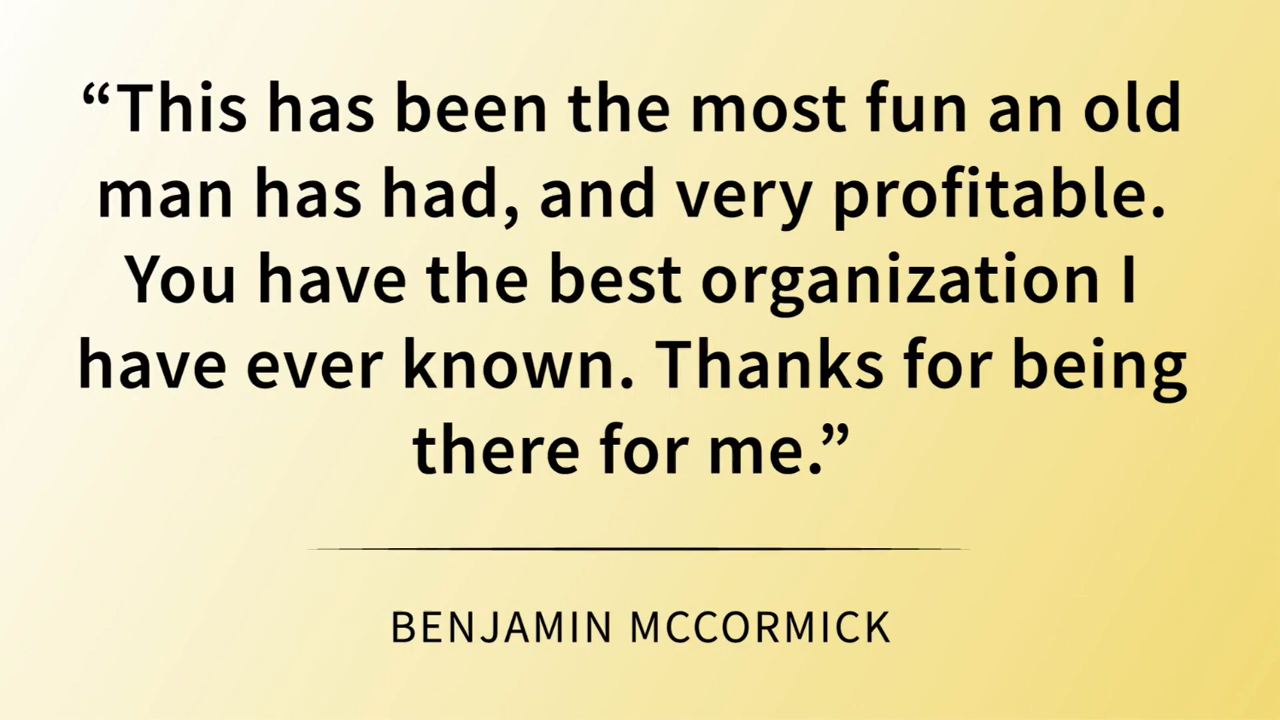 “This has been the most fun an old
man has had, and very profitable.
You have the best organization I
have ever known. Thanks for being
there for me.”
BENJAMIN MCCORMICK